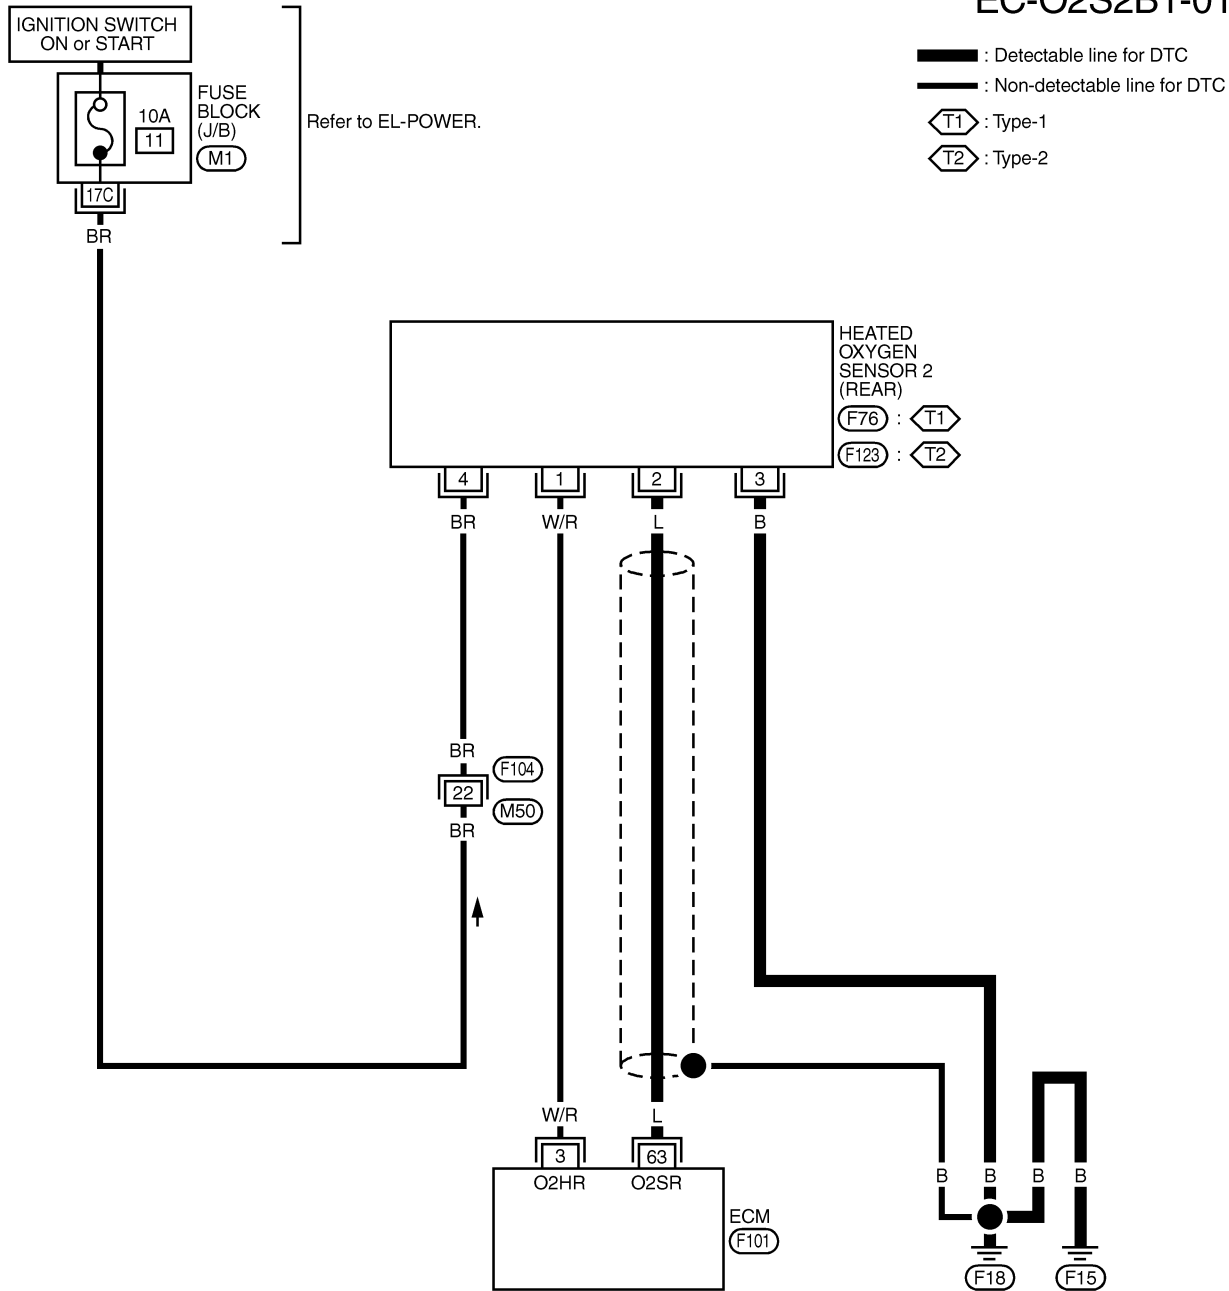 EC-O2S2B1-01
IGNITION SWITCH
ON or START
FUSE
BLOCK
(J/B)
M1
10A
11
17C
BR
Refer to EL-POWER.
: Detectable line for DTC
: Non-detectable line for DTC
T1 : Type-1
T2 : Type-2
HEATED
OXYGEN
SENSOR 2
(REAR)
F76 : T1
F123 : T2
4 1 2 3
BR W/R L B
BR
F104
22
M50
BR
W/R L
3 63
O2HR O2SR
ECM
F101
B B B B
F18 F15